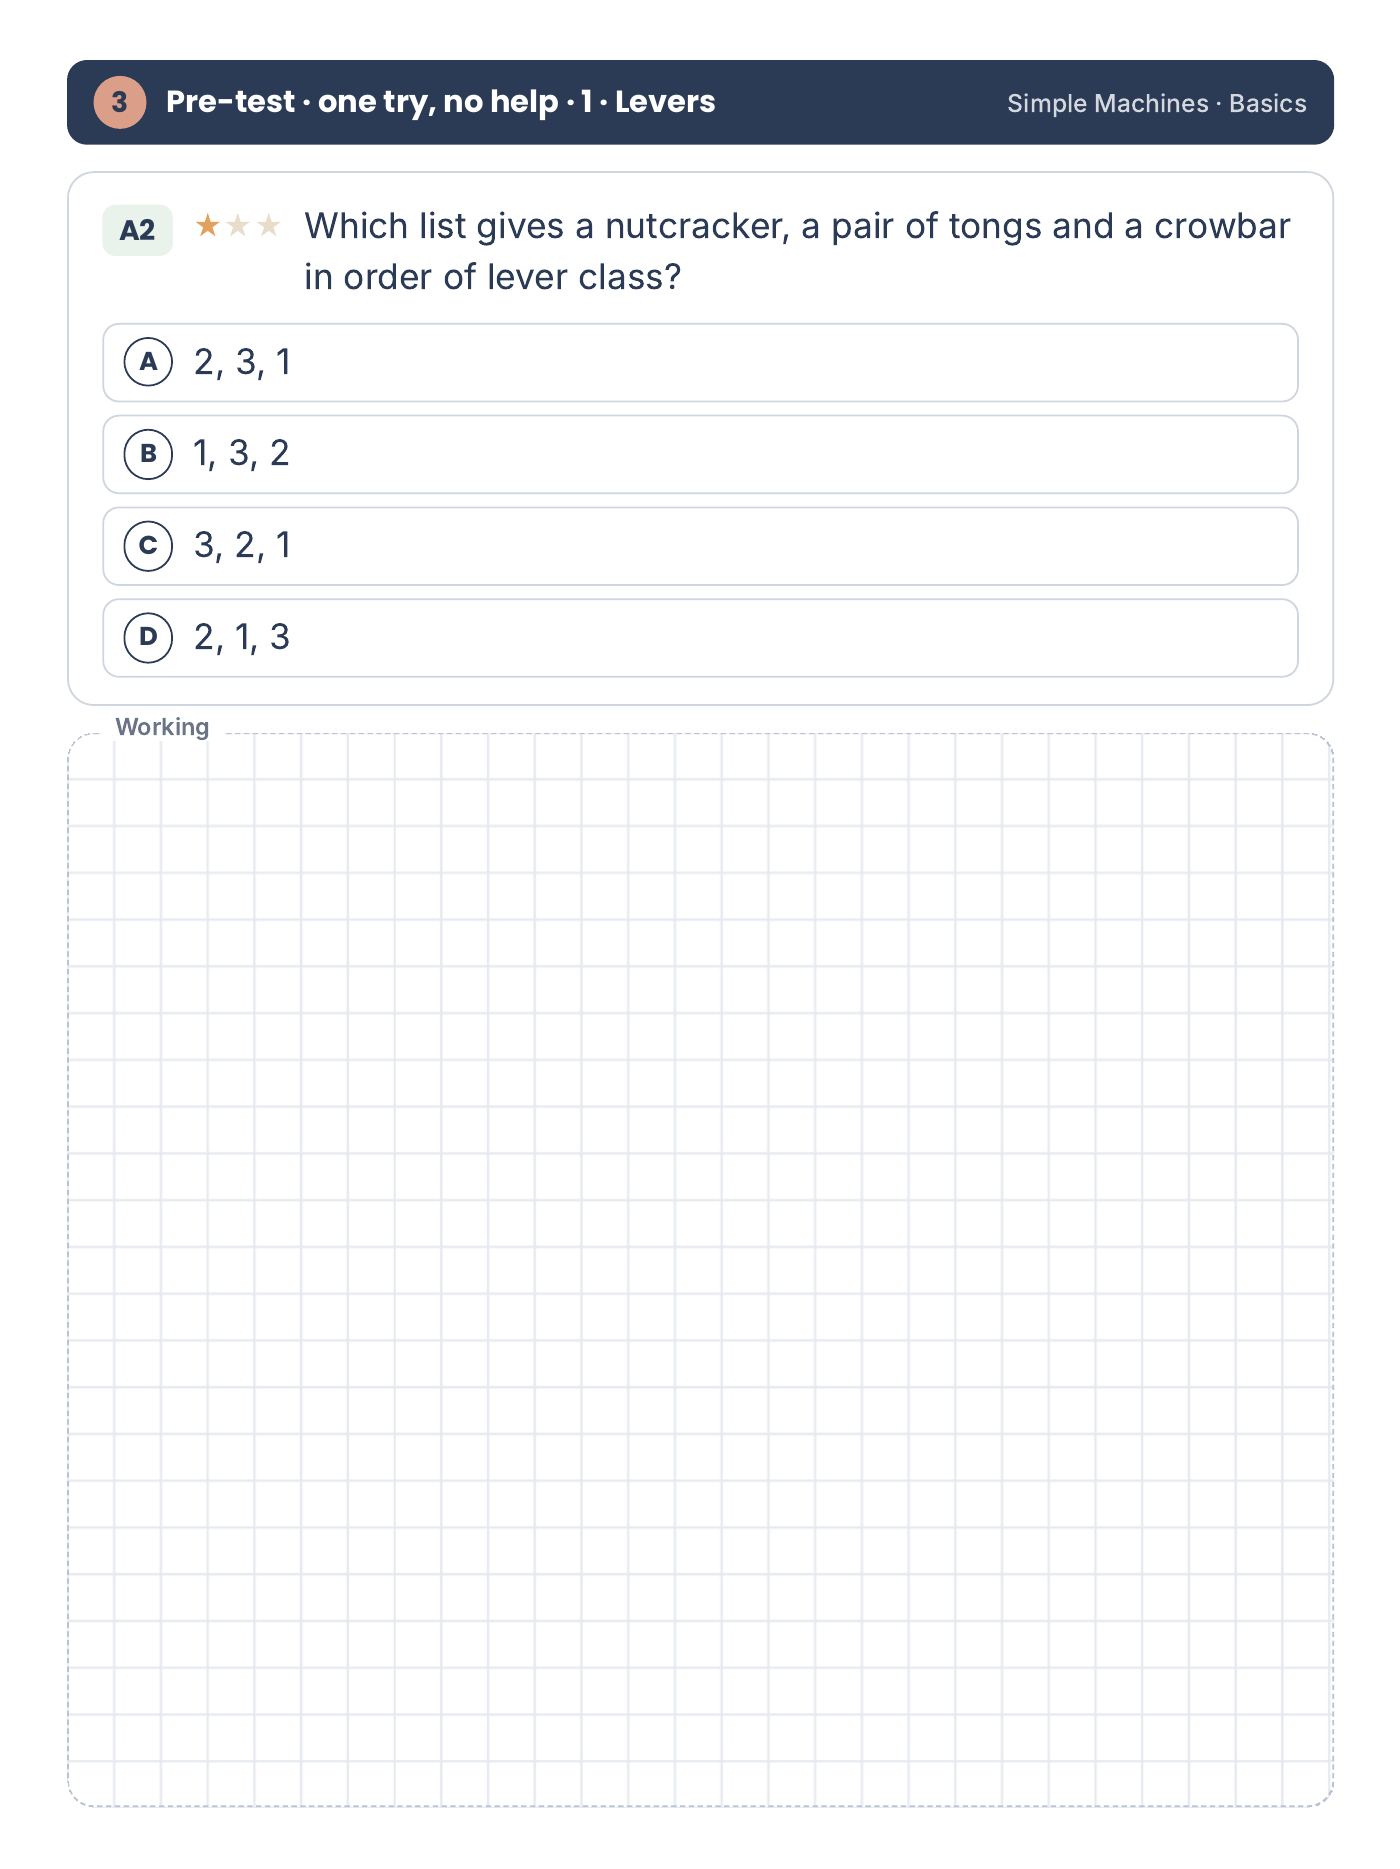 3 Pre-test · one try, no help · 1 · Levers
Simple Machines · Basics
A2 ★★★ Which list gives a nutcracker, a pair of tongs and a crowbar
in order of lever class?
A 2, 3, 1
B 1, 3, 2
C 3, 2, 1
D 2, 1, 3
Working